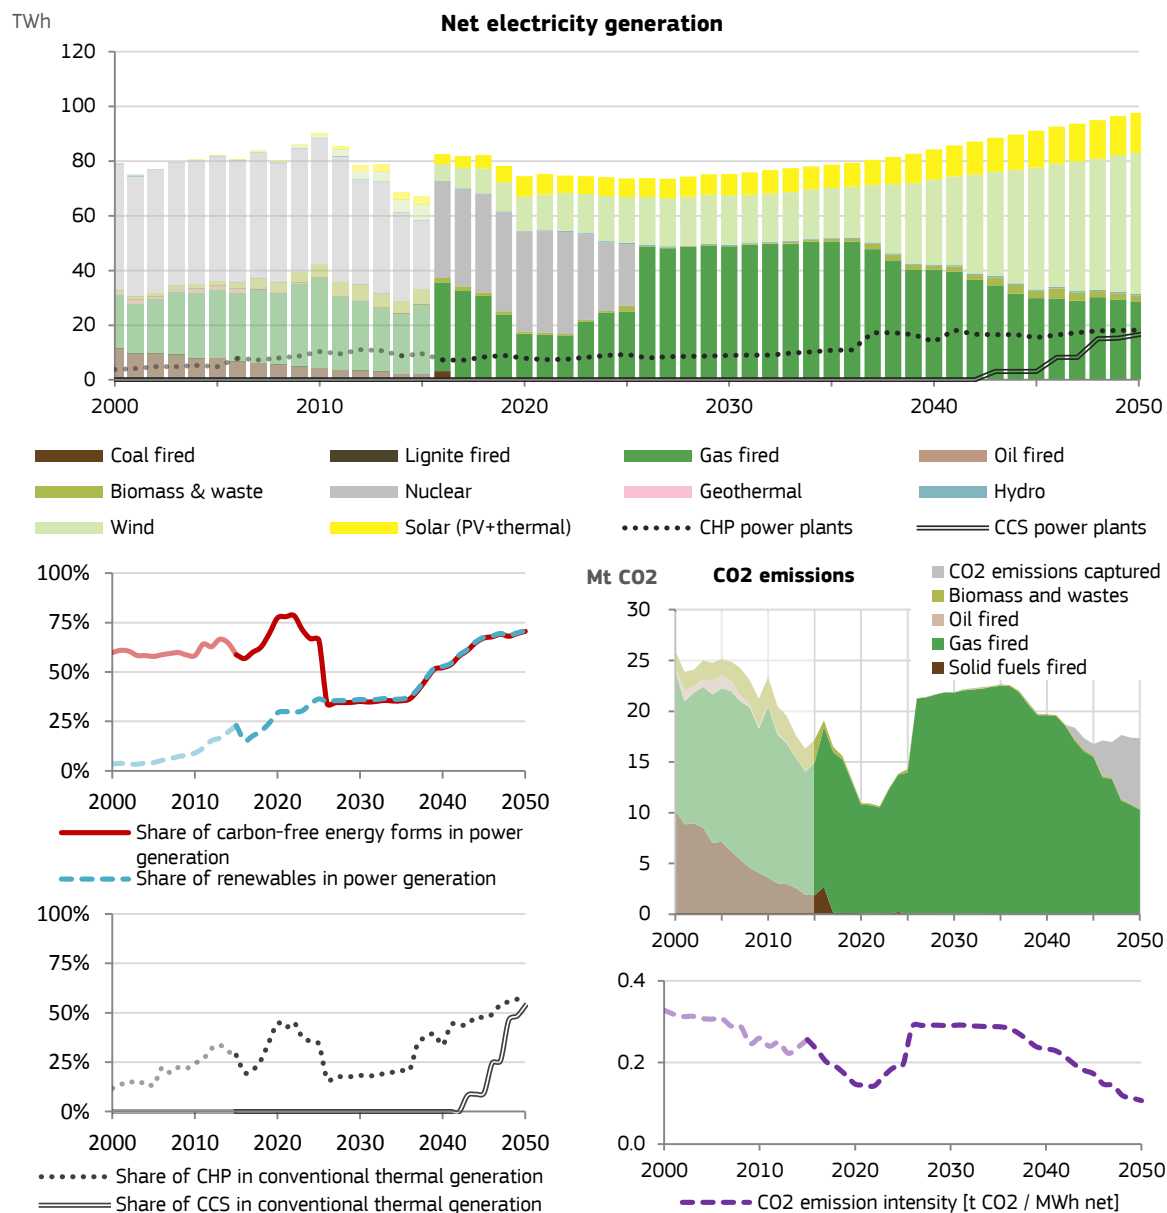 TWh
Net electricity generation
120
100
80
60
40
20
0
2000 2010 2020 2030 2040 2050
Coal fired Lignite fired Gas fired Oil fired
Biomass & waste Nuclear Geothermal Hydro
Wind Solar (PV+thermal) CHP power plants CCS power plants
100%
75%
50%
25%
0%
2000 2010 2020 2030 2040 2050
Share of carbon-free energy forms in power
generation
Share of renewables in power generation
Mt CO2
CO2 emissions
CO2 emissions captured
Biomass and wastes
Oil fired
Gas fired
Solid fuels fired
30
25
20
15
10
5
0
2000 2010 2020 2030 2040 2050
100%
75%
50%
25%
0%
2000 2010 2020 2030 2040 2050
Share of CHP in conventional thermal generation
Share of CCS in conventional thermal generation
0.4
0.2
0.0
2000 2010 2020 2030 2040 2050
CO2 emission intensity [t CO2 / MWh net]